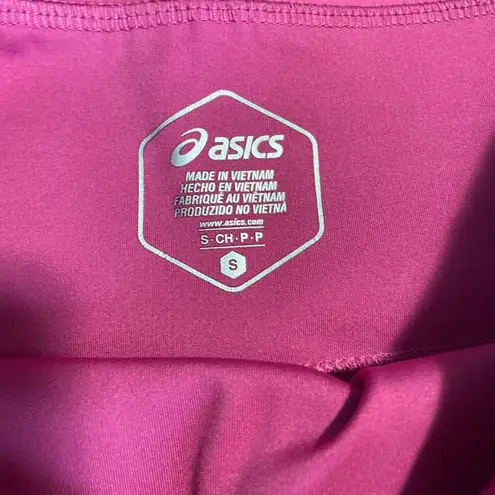 asics
MADE IN VIETNAM
HECHO EN VIETNAM
FABRIQUÉ AU VIÊTNAM
PRODUZIDO NO VIETNÃ
www.asics.com
S·CH·P·P
S